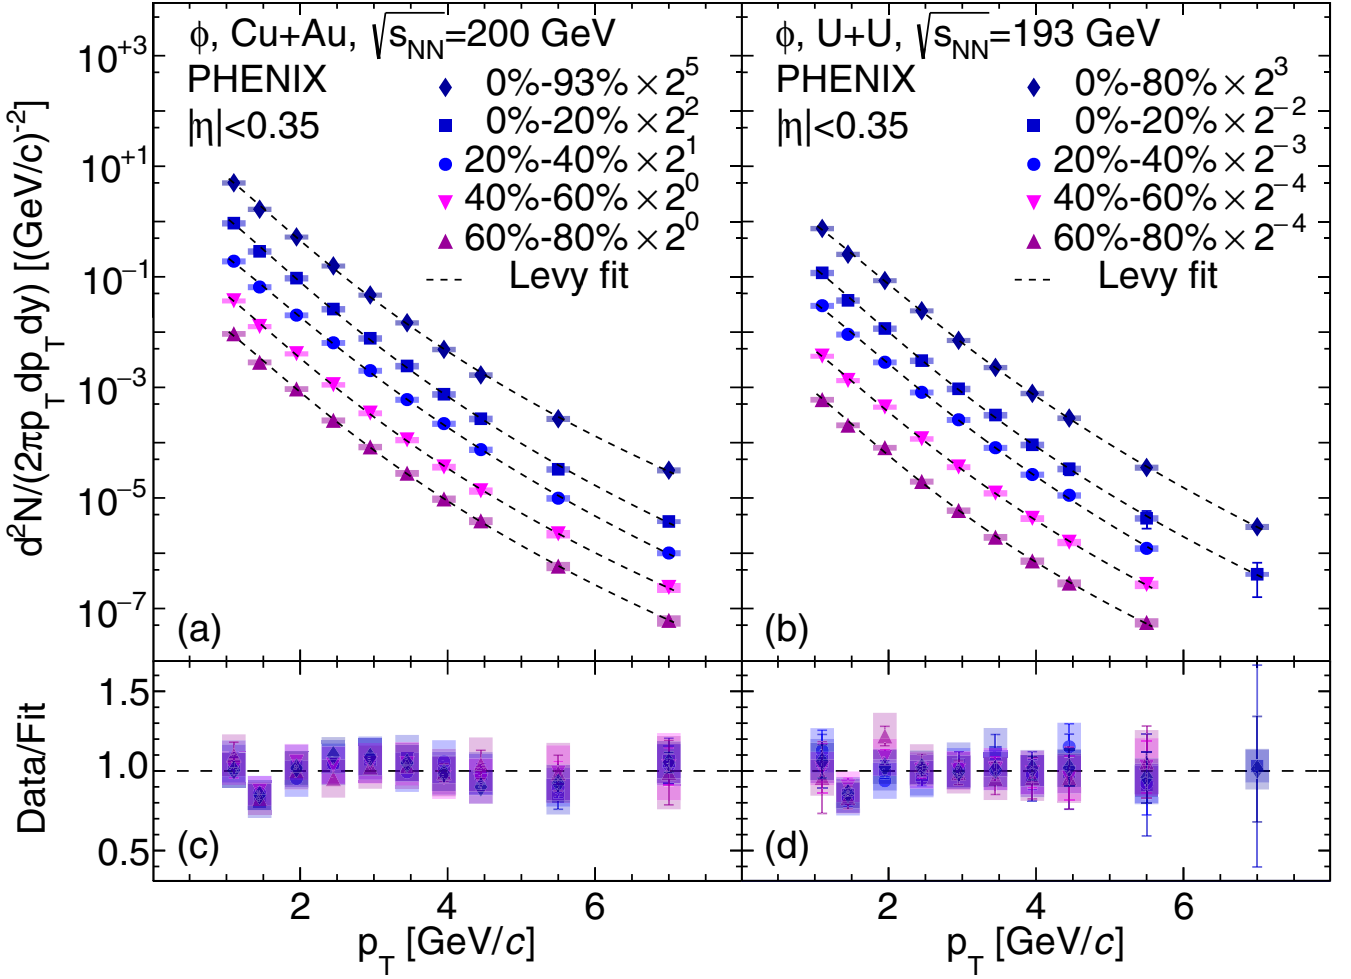 ϕ, Cu+Au, √s_NN=200 GeV
PHENIX
|η|<0.35
0%-93%×2^5
0%-20%×2^2
20%-40%×2^1
40%-60%×2^0
60%-80%×2^0
Levy fit
(a)
ϕ, U+U, √s_NN=193 GeV
PHENIX
|η|<0.35
0%-80%×2^3
0%-20%×2^−2
20%-40%×2^−3
40%-60%×2^−4
60%-80%×2^−4
Levy fit
(b)
d²N/(2πp_T dp_T dy) [(GeV/c)^-2]
10^+3
10^+1
10^−1
10^−3
10^−5
10^−7
Data/Fit
1.5
1.0
0.5
(c)
(d)
2 4 6
2 4 6
p_T [GeV/c]
p_T [GeV/c]